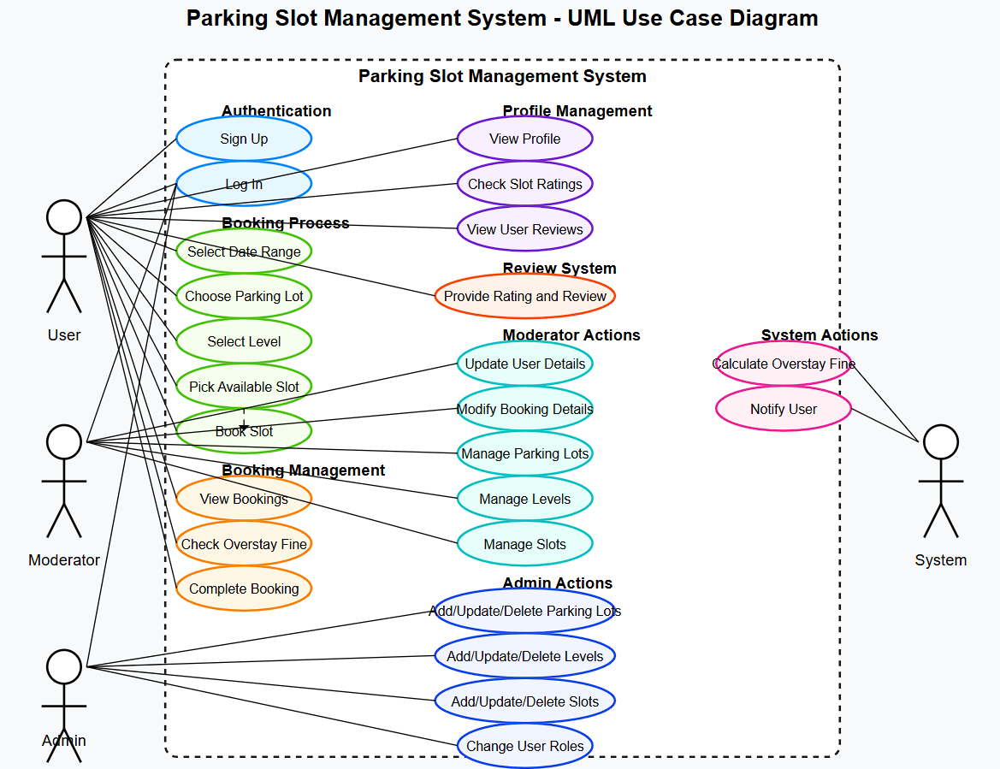 Parking Slot Management System - UML Use Case Diagram
Parking Slot Management System
Authentication
Sign Up
Log In
Booking Process
Select Date Range
Choose Parking Lot
Select Level
Pick Available Slot
Book Slot
Booking Management
View Bookings
Check Overstay Fine
Complete Booking
Profile Management
View Profile
Check Slot Ratings
View User Reviews
Review System
Provide Rating and Review
Moderator Actions
Update User Details
Modify Booking Details
Manage Parking Lots
Manage Levels
Manage Slots
Admin Actions
Add/Update/Delete Parking Lots
Add/Update/Delete Levels
Add/Update/Delete Slots
Change User Roles
System Actions
Calculate Overstay Fine
Notify User
User
Moderator
Admin
System